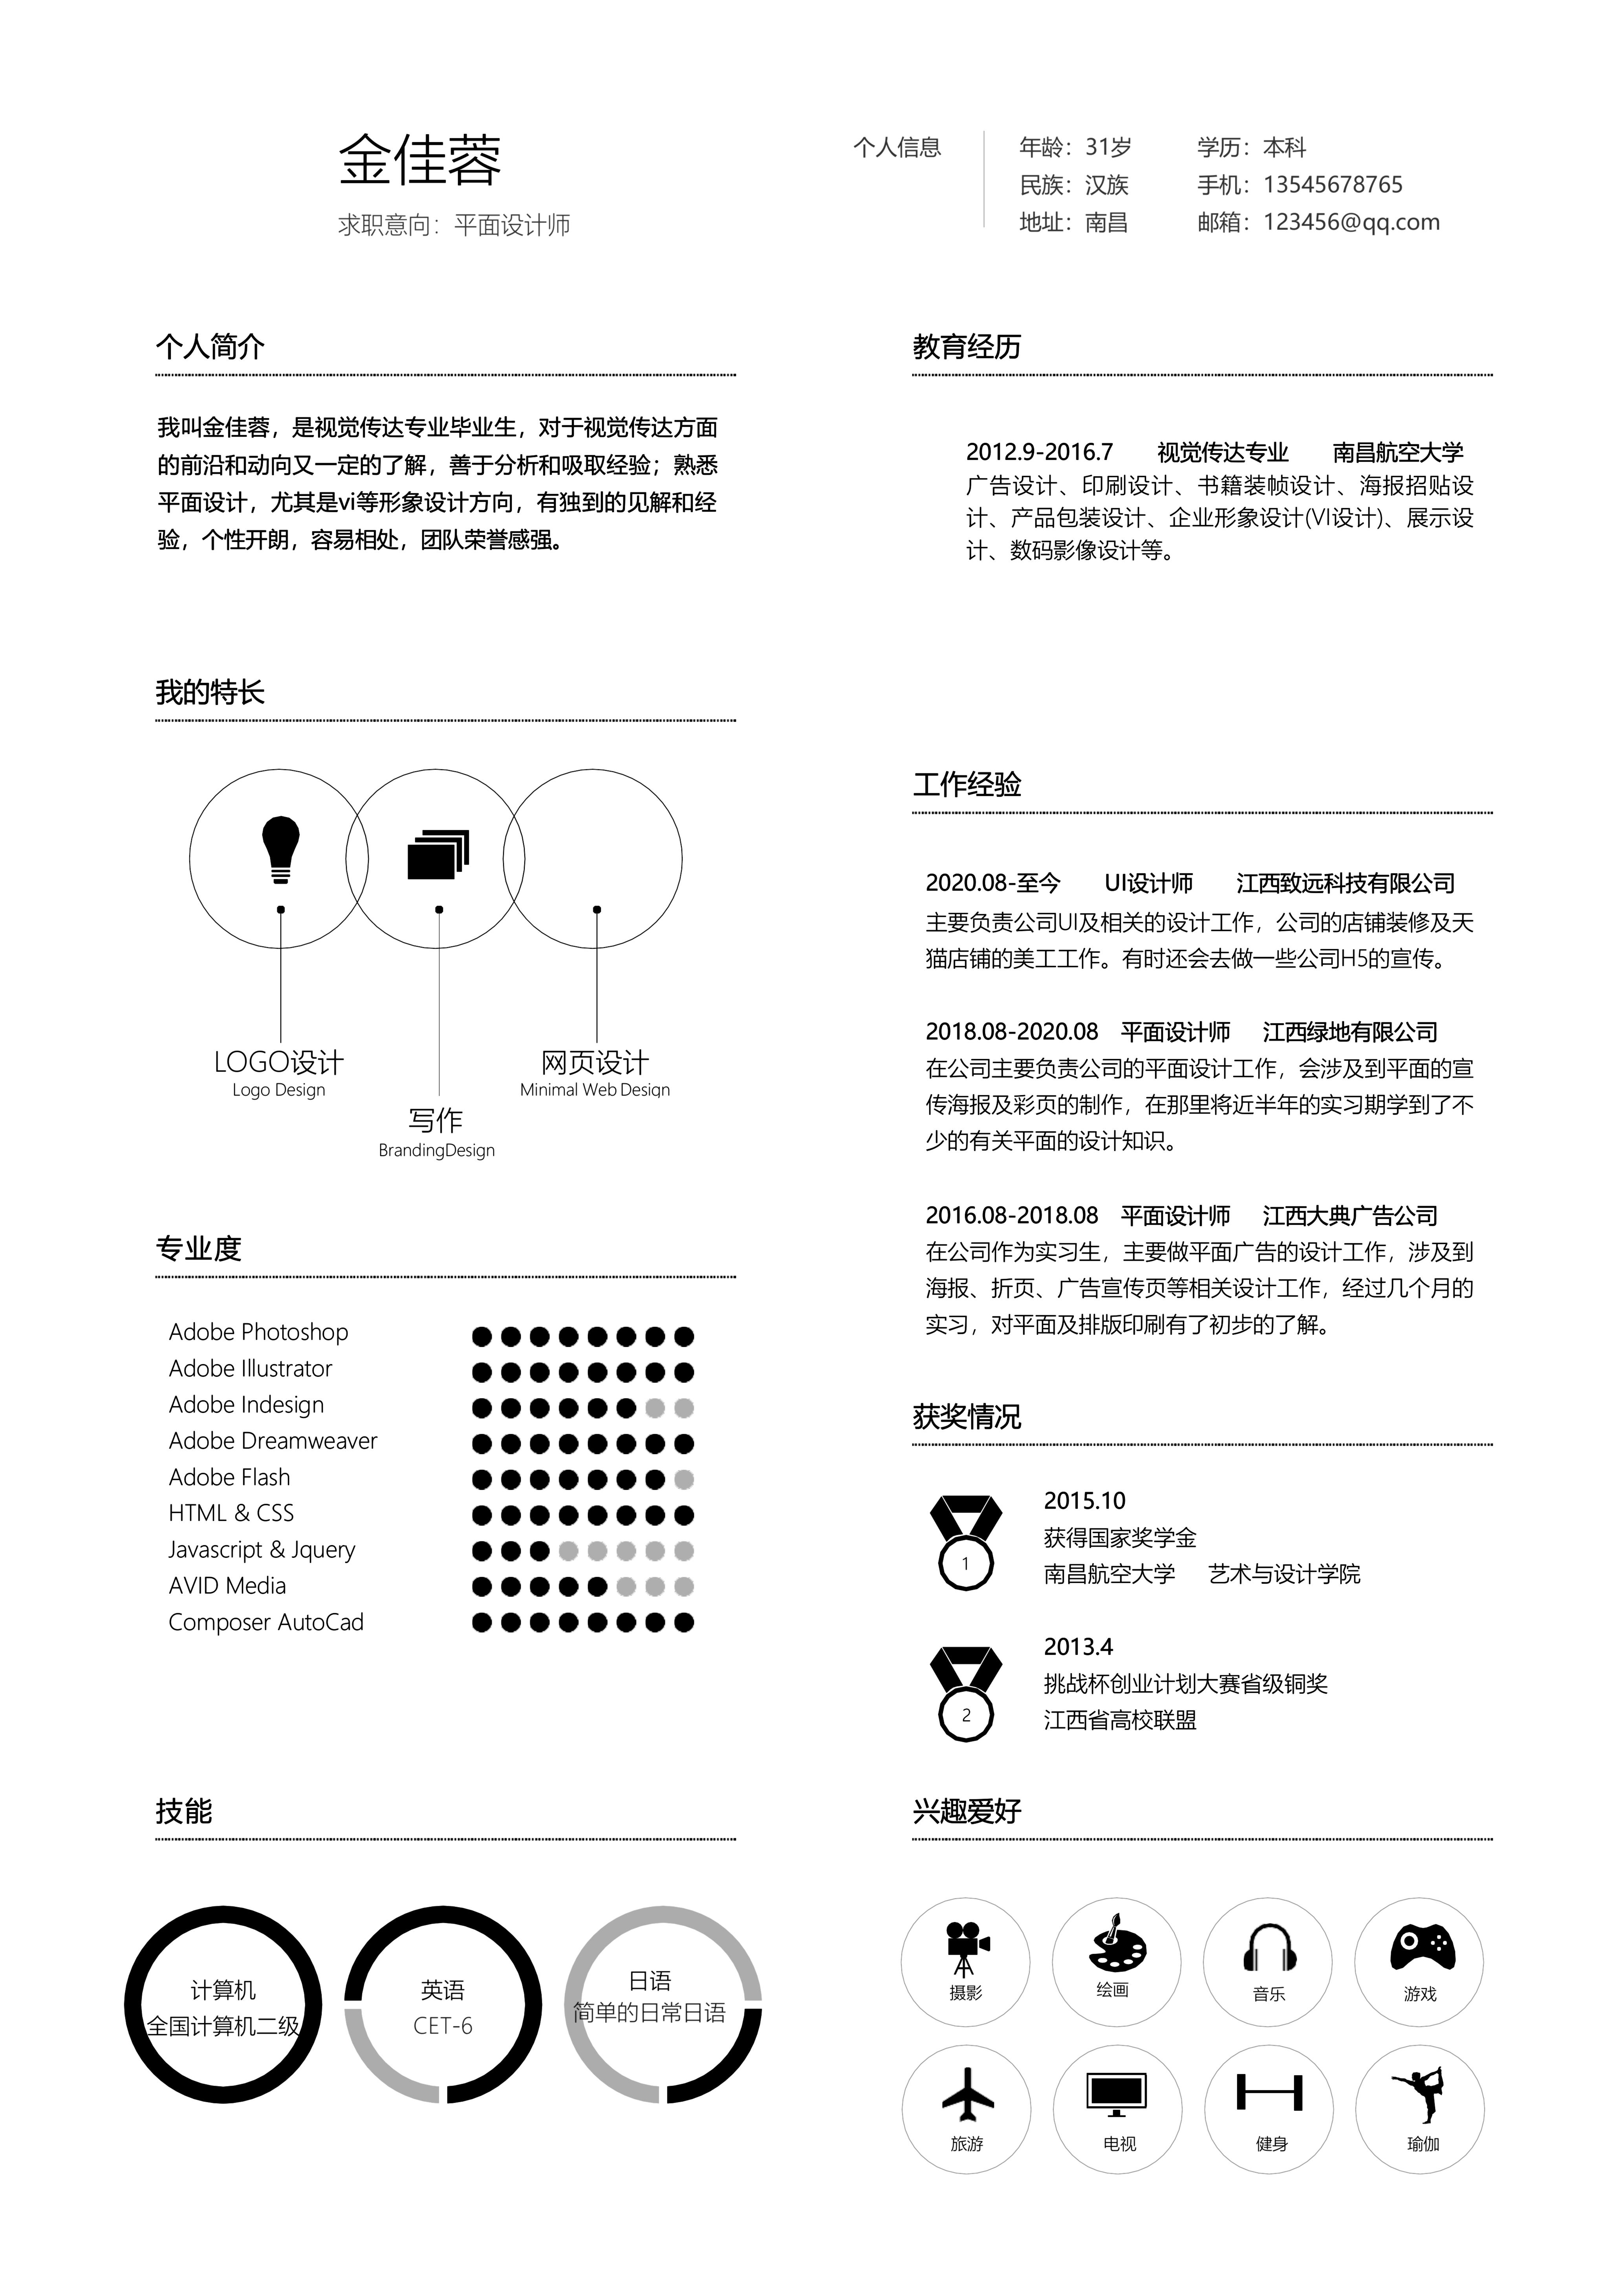 金佳蓉
求职意向：平面设计师
个人信息
年龄：31岁 学历：本科
民族：汉族 手机：13545678765
地址：南昌 邮箱：123456@qq.com
个人简介
我叫金佳蓉，是视觉传达专业毕业生，对于视觉传达方面
的前沿和动向又一定的了解，善于分析和吸取经验；熟悉
平面设计，尤其是vi等形象设计方向，有独到的见解和经
验，个性开朗，容易相处，团队荣誉感强。
我的特长
LOGO设计
Logo Design
写作
BrandingDesign
网页设计
Minimal Web Design
专业度
Adobe Photoshop
Adobe Illustrator
Adobe Indesign
Adobe Dreamweaver
Adobe Flash
HTML & CSS
Javascript & Jquery
AVID Media
Composer AutoCad
技能
计算机
全国计算机二级
英语
CET-6
日语
简单的日常日语
教育经历
2012.9-2016.7 视觉传达专业 南昌航空大学
广告设计、印刷设计、书籍装帧设计、海报招贴设
计、产品包装设计、企业形象设计(VI设计)、展示设
计、数码影像设计等。
工作经验
2020.08-至今 UI设计师 江西致远科技有限公司
主要负责公司UI及相关的设计工作，公司的店铺装修及天
猫店铺的美工工作。有时还会去做一些公司H5的宣传。
2018.08-2020.08 平面设计师 江西绿地有限公司
在公司主要负责公司的平面设计工作，会涉及到平面的宣
传海报及彩页的制作，在那里将近半年的实习期学到了不
少的有关平面的设计知识。
2016.08-2018.08 平面设计师 江西大典广告公司
在公司作为实习生，主要做平面广告的设计工作，涉及到
海报、折页、广告宣传页等相关设计工作，经过几个月的
实习，对平面及排版印刷有了初步的了解。
获奖情况
1
2015.10
获得国家奖学金
南昌航空大学 艺术与设计学院
2
2013.4
挑战杯创业计划大赛省级铜奖
江西省高校联盟
兴趣爱好
摄影
绘画
音乐
游戏
旅游
电视
健身
瑜伽